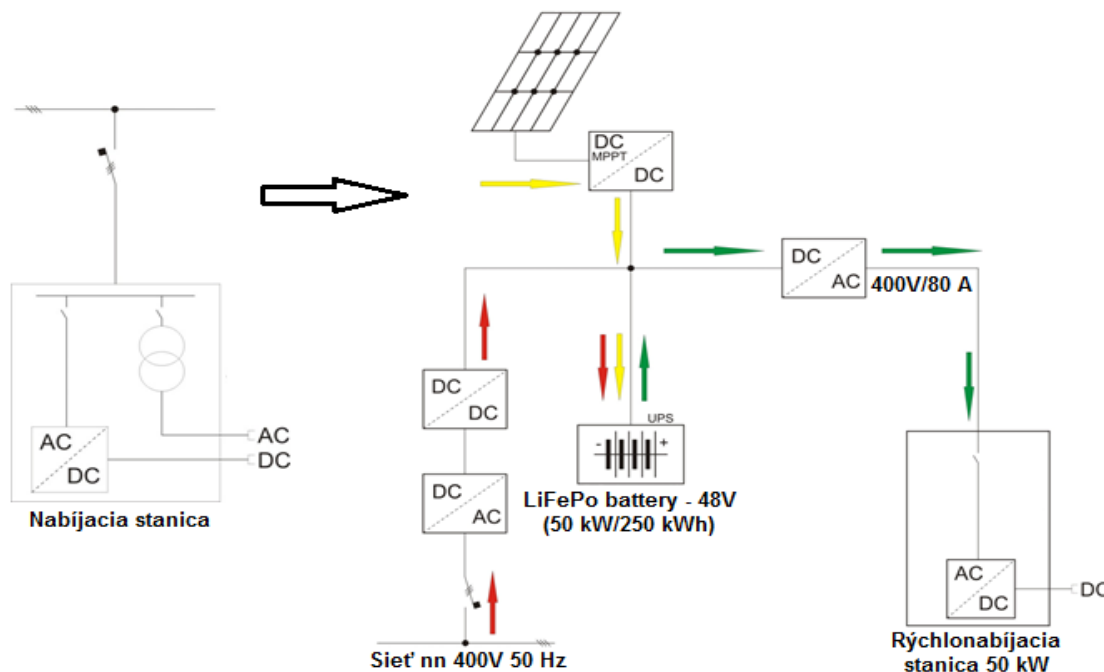 AC
DC
AC
DC
Nabíjacia stanica
DC
MPPT
DC
DC
AC
400V/80 A
DC
DC
DC
AC
UPS
- +
LiFePo battery - 48V
(50 kW/250 kWh)
Sieť nn 400V 50 Hz
AC
DC
DC
Rýchlonabíjacia
stanica 50 kW